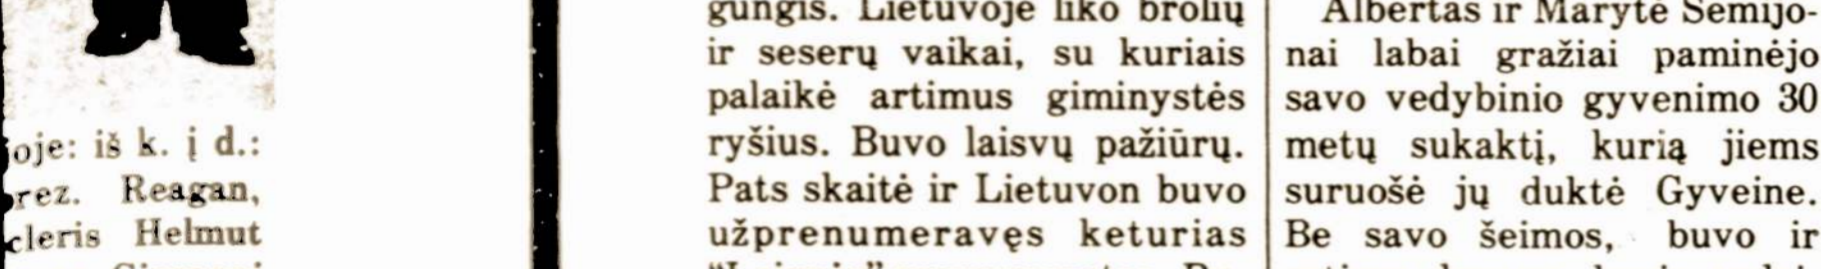 oje: iš k. į d.:
rez. Reagan,
cleris Helmut
gungis. Lietuvoje liko brolių
ir seserų vaikai, su kuriais
palaikė artimus giminystės
ryšius. Buvo laisvų pažiūrų.
Pats skaitė ir Lietuvon buvo
užprenumeravęs keturias
Albertas ir Marytė Semijo-
nai labai gražiai paminėjo
savo vedybinio gyvenimo 30
metų sukaktį, kurią jiems
suruošė jų duktė Gyveine.
Be savo šeimos, buvo ir